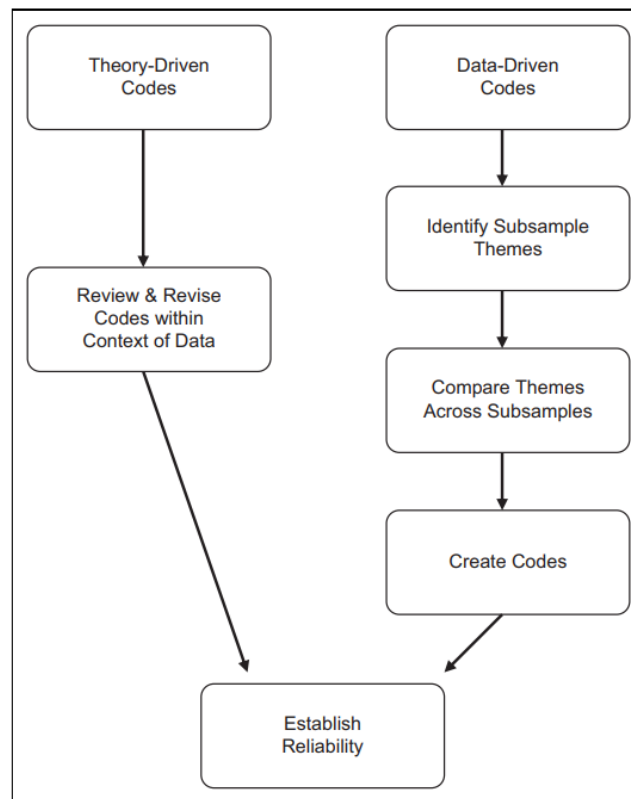 Theory-Driven
Codes
Data-Driven
Codes
Identify Subsample
Themes
Review & Revise
Codes within
Context of Data
Compare Themes
Across Subsamples
Create Codes
Establish
Reliability